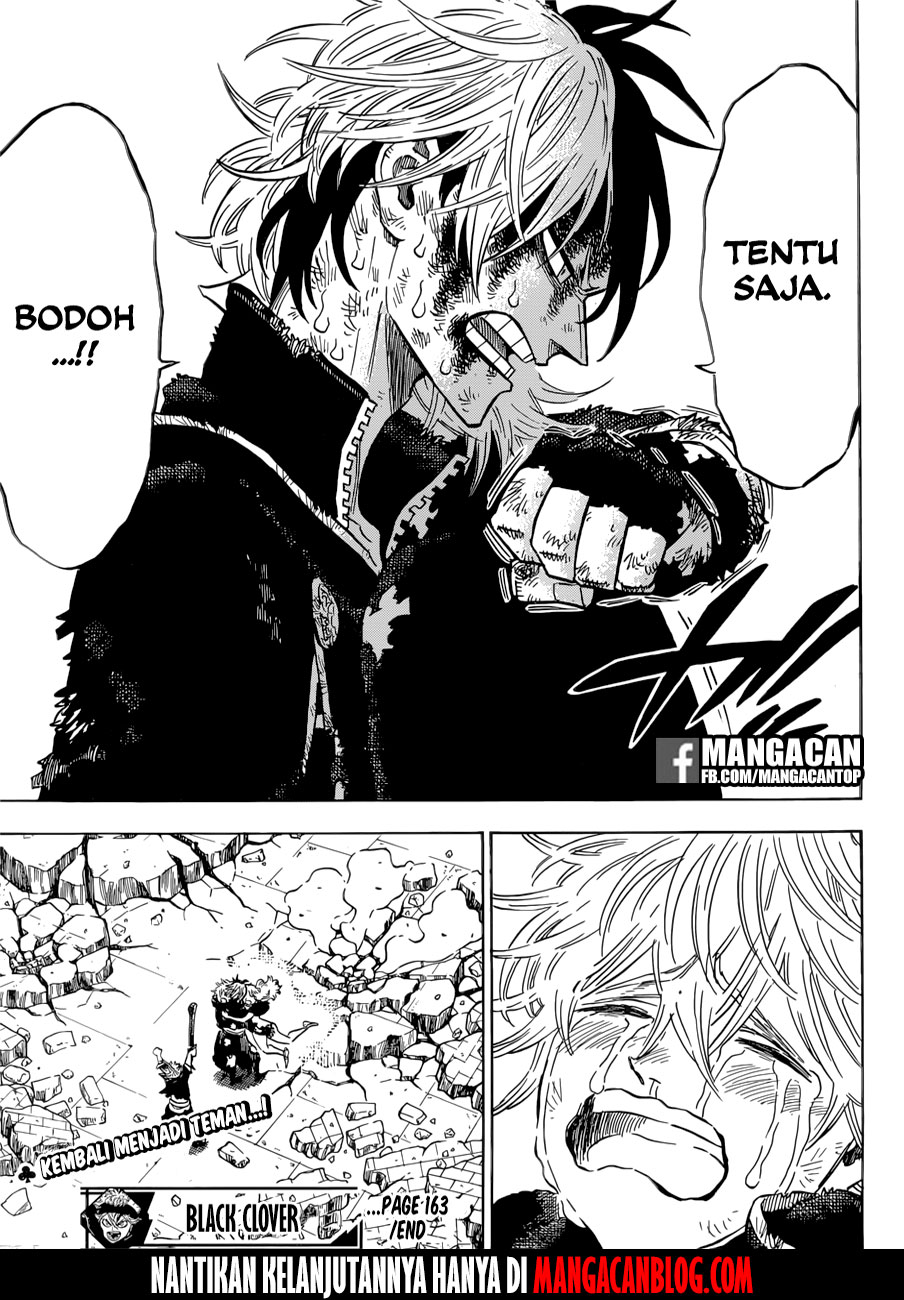 TENTU
SAJA.
BODOH
...!!
MANGACAN
FB.COM/MANGACANTOP
KEMBALI MENJADI TEMAN...!
BLACK CLOVER
...PAGE 163
/END
NANTIKAN KELANJUTANNYA HANYA DI MANGACANBLOG.COM